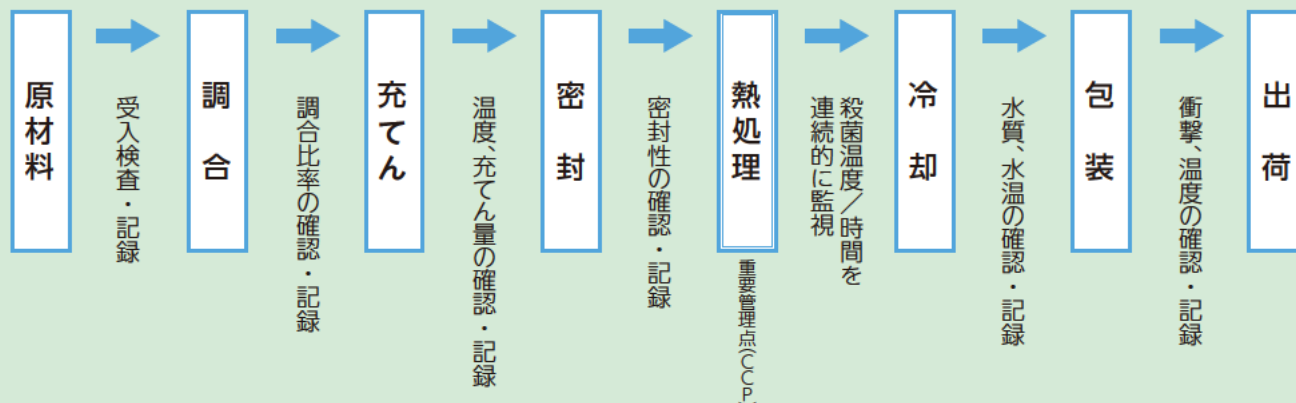 原材料
受入検査・記録
調合
調合比率の確認・記録
充てん
温度、充てん量の確認・記録
密封
密封性の確認・記録
熱処理
重要管理点(CCP
殺菌温度/時間を
連続的に監視
冷却
水質、水温の確認・記録
包装
衝撃、温度の確認・記録
出荷